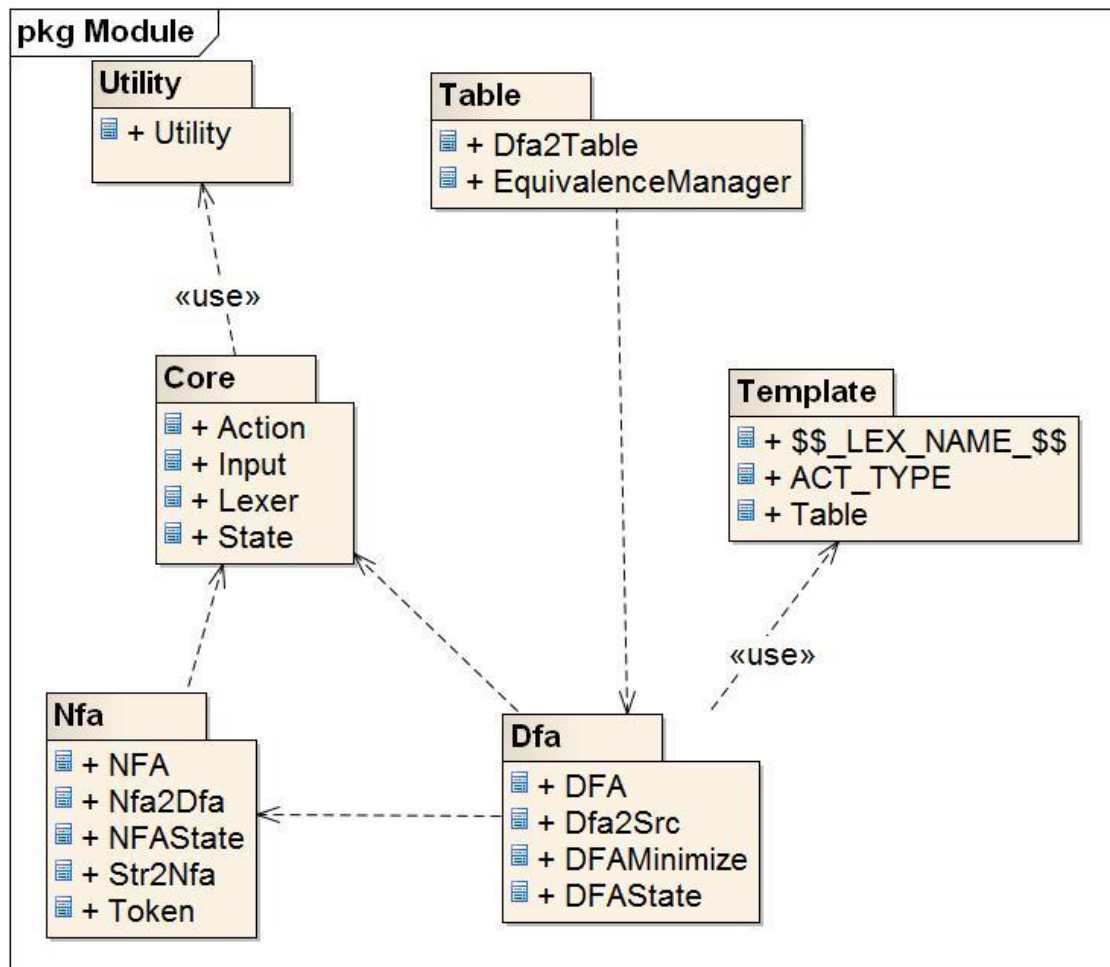 pkg Module
Utility
+ Utility
Table
+ Dfa2Table
+ EquivalenceManager
«use»
Core
+ Action
+ Input
+ Lexer
+ State
Template
+ $$_LEX_NAME_$$
+ ACT_TYPE
+ Table
«use»
Nfa
+ NFA
+ Nfa2Dfa
+ NFAState
+ Str2Nfa
+ Token
Dfa
+ DFA
+ Dfa2Src
+ DFAMinimize
+ DFAState